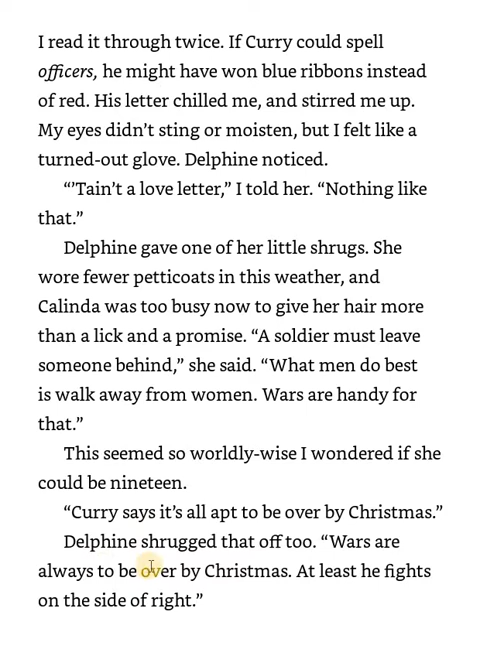 I read it through twice. If Curry could spell
officers, he might have won blue ribbons instead
of red. His letter chilled me, and stirred me up.
My eyes didn’t sting or moisten, but I felt like a
turned-out glove. Delphine noticed.
“’Tain’t a love letter,” I told her. “Nothing like
that.”
Delphine gave one of her little shrugs. She
wore fewer petticoats in this weather, and
Calinda was too busy now to give her hair more
than a lick and a promise. “A soldier must leave
someone behind,” she said. “What men do best
is walk away from women. Wars are handy for
that.”
This seemed so worldly-wise I wondered if she
could be nineteen.
“Curry says it’s all apt to be over by Christmas.”
Delphine shrugged that off too. “Wars are
always to be over by Christmas. At least he fights
on the side of right.”